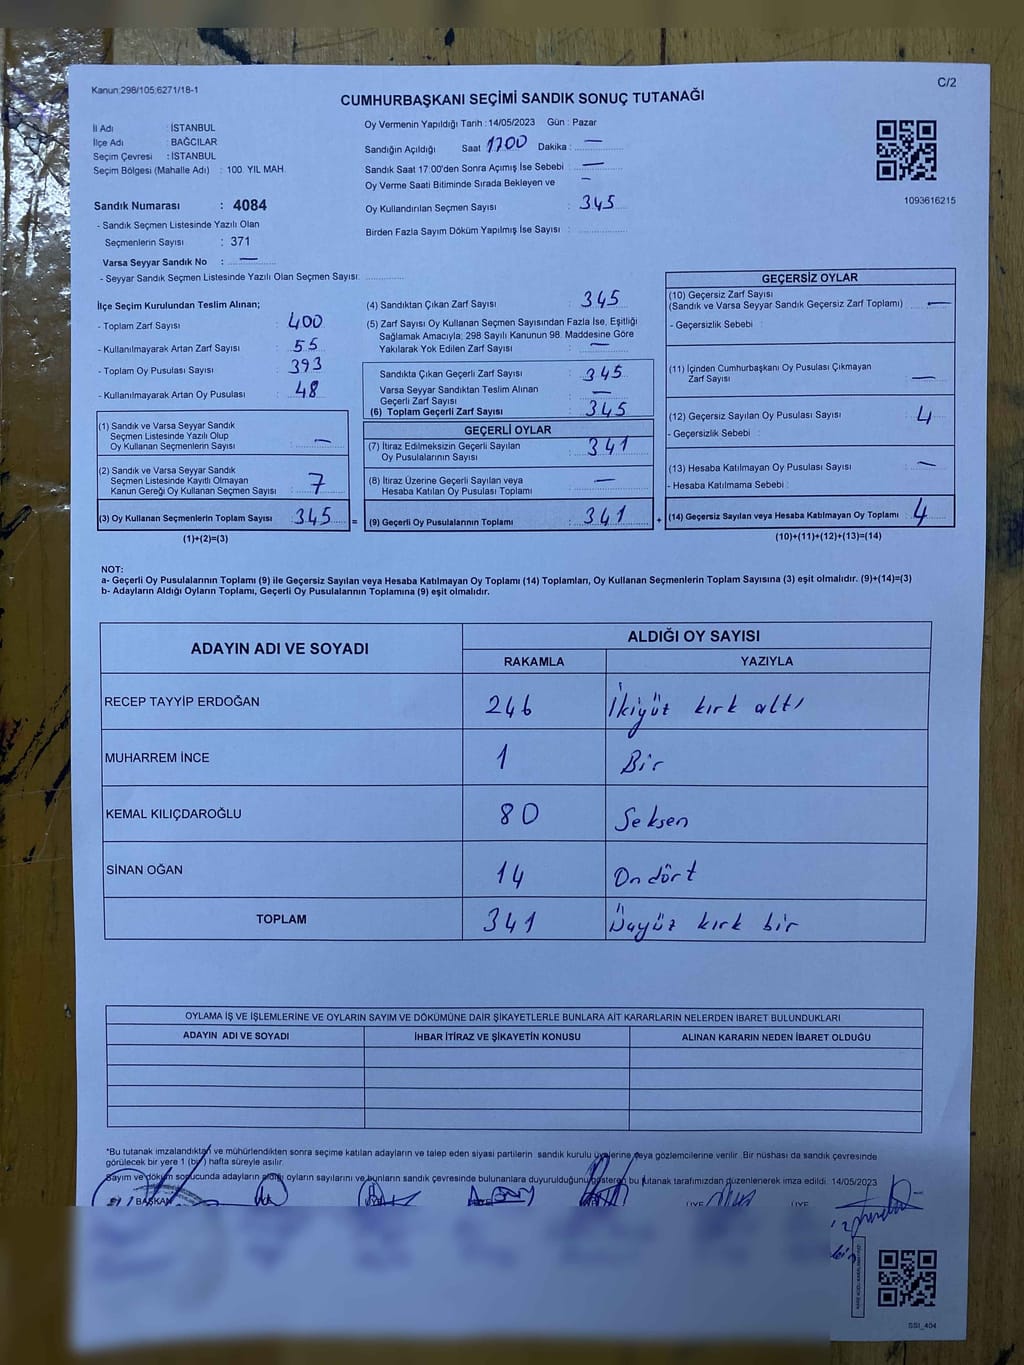 Kanun:298/105;6271/18-1
C/2
CUMHURBAŞKANI SEÇİMİ SANDIK SONUÇ TUTANAĞI
İl Adı : İSTANBUL
İlçe Adı : BAĞCILAR
Seçim Çevresi : İSTANBUL
Seçim Bölgesi (Mahalle Adı) : 100. YIL MAH.
Sandık Numarası : 4084
- Sandık Seçmen Listesinde Yazılı Olan
Seçmenlerin Sayısı : 371
Varsa Seyyar Sandık No : —
- Seyyar Sandık Seçmen Listesinde Yazılı Olan Seçmen Sayısı:
Oy Vermenin Yapıldığı Tarih : 14/05/2023 Gün : Pazar
Sandığın Açıldığı Saat 1700 Dakika : —
Sandık Saat 17:00'den Sonra Açımış İse Sebebi : —
Oy Verme Saati Bitiminde Sırada Bekleyen ve —
Oy Kullandırılan Seçmen Sayısı : 345
Birden Fazla Sayım Döküm Yapılmış İse Sayısı :
1093616215
İlçe Seçim Kurulundan Teslim Alınan;
- Toplam Zarf Sayısı : 400
- Kullanılmayarak Artan Zarf Sayısı : 55
- Toplam Oy Pusulası Sayısı : 393
- Kullanılmayarak Artan Oy Pusulası : 48
(1) Sandık ve Varsa Seyyar Sandık
Seçmen Listesinde Yazılı Olup
Oy Kullanan Seçmenlerin Sayısı : —
(2) Sandık ve Varsa Seyyar Sandık
Seçmen Listesinde Kayıtlı Olmayan
Kanun Gereği Oy Kullanan Seçmen Sayısı : 7
(3) Oy Kullanan Seçmenlerin Toplam Sayısı : 345
(1)+(2)=(3)
(4) Sandıktan Çıkan Zarf Sayısı : 345
(5) Zarf Sayısı Oy Kullanan Seçmen Sayısından Fazla İse, Eşitliği
Sağlamak Amacıyla; 298 Sayılı Kanunun 98. Maddesine Göre
Yakılarak Yok Edilen Zarf Sayısı : —
Sandıkta Çıkan Geçerli Zarf Sayısı : 345
Varsa Seyyar Sandıktan Teslim Alınan
Geçerli Zarf Sayısı : —
(6) Toplam Geçerli Zarf Sayısı : 345
GEÇERLİ OYLAR
(7) İtiraz Edilmeksizin Geçerli Sayılan
Oy Pusulalarının Sayısı : 341
(8) İtiraz Üzerine Geçerli Sayılan veya
Hesaba Katılan Oy Pusulası Toplamı : —
= (9) Geçerli Oy Pusulalarının Toplamı : 341 +
GEÇERSİZ OYLAR
(10) Geçersiz Zarf Sayısı
(Sandık ve Varsa Seyyar Sandık Geçersiz Zarf Toplamı) : —
- Geçersizlik Sebebi :
(11) İçinden Cumhurbaşkanı Oy Pusulası Çıkmayan
Zarf Sayısı : —
(12) Geçersiz Sayılan Oy Pusulası Sayısı : 4
- Geçersizlik Sebebi :
(13) Hesaba Katılmayan Oy Pusulası Sayısı : —
- Hesaba Katılmama Sebebi :
(14) Geçersiz Sayılan veya Hesaba Katılmayan Oy Toplamı : 4
(10)+(11)+(12)+(13)=(14)
NOT:
a- Geçerli Oy Pusulalarının Toplamı (9) ile Geçersiz Sayılan veya Hesaba Katılmayan Oy Toplamı (14) Toplamları, Oy Kullanan Seçmenlerin Toplam Sayısına (3) eşit olmalıdır. (9)+(14)=(3)
b- Adayların Aldığı Oyların Toplamı, Geçerli Oy Pusulalarının Toplamına (9) eşit olmalıdır.
ADAYIN ADI VE SOYADI ALDIĞI OY SAYISI
RAKAMLA YAZIYLA
RECEP TAYYİP ERDOĞAN 246 İkiyüz kırk altı
MUHARREM İNCE 1 Bir
KEMAL KILIÇDAROĞLU 80 Seksen
SİNAN OĞAN 14 Ondört
TOPLAM 341 Üçyüz kırk bir
OYLAMA İŞ VE İŞLEMLERİNE VE OYLARIN SAYIM VE DÖKÜMÜNE DAİR ŞİKAYETLERLE BUNLARA AİT KARARLARIN NELERDEN İBARET BULUNDUKLARI
ADAYIN ADI VE SOYADI İHBAR İTİRAZ VE ŞİKAYETİN KONUSU ALINAN KARARIN NEDEN İBARET OLDUĞU
"Bu tutanak imzalandıktan ve mühürlendikten sonra seçime katılan adayların ve talep eden siyasi partilerin sandık kurulu üyelerine veya gözlemcilerine verilir. Bir nüshası da sandık çevresinde
görülecek bir yere 1 (bir) hafta süreyle asılır.
Sayım ve döküm sonucunda adayların aldığı oyların sayılarını ve bunların sandık çevresinde bulunanlara duyurulduğunu gösteren bu tutanak tarafımızdan düzenlenerek imza edildi. 14/05/2023
BAŞKAN ÜYE ÜYE ÜYE ÜYE
SSI_404